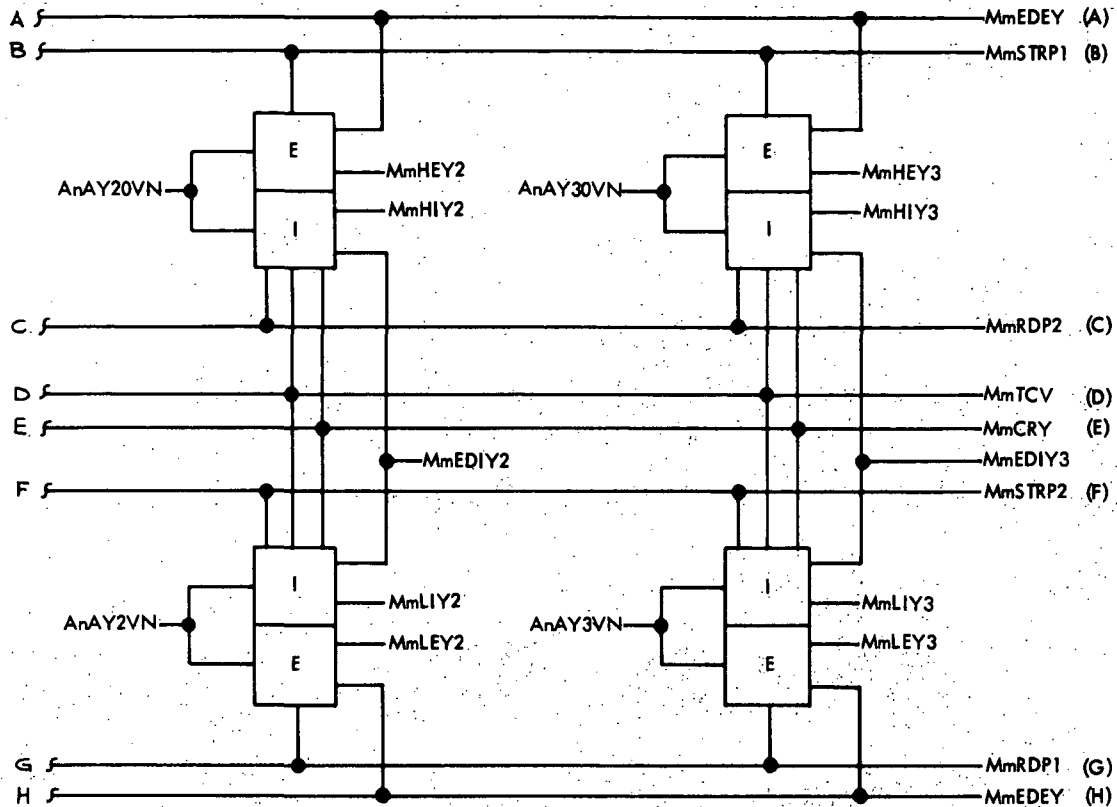 A MmEDEY (A)
B MmSTRP1 (B)
E E
AnAY20VN MmHEY2 AnAY30VN MmHEY3
MmHIY2 MmHIY3
I I
C MmRDP2 (C)
D MmTCV (D)
E MmCRY (E)
MmEDIY2 MmEDIY3
F MmSTRP2 (F)
I I
MmLIY2 MmLIY3
AnAY2VN AnAY3VN
MmLEY2 MmLEY3
E E
G MmRDP1 (G)
H MmEDEY (H)